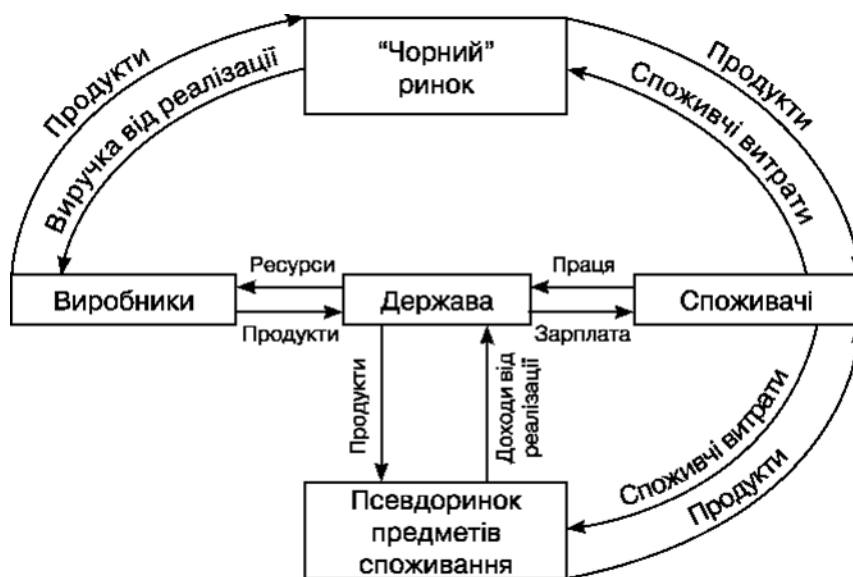 “Чорний”
ринок
Продукти
Виручка від реалізації
Продукти
Споживчі витрати
Ресурси
Праця
Виробники
Держава
Споживачі
Продукти
Зарплата
Продукти
Доходи від
реалізації
Споживчі витрати
Продукти
Псевдоринок
предметів
споживання